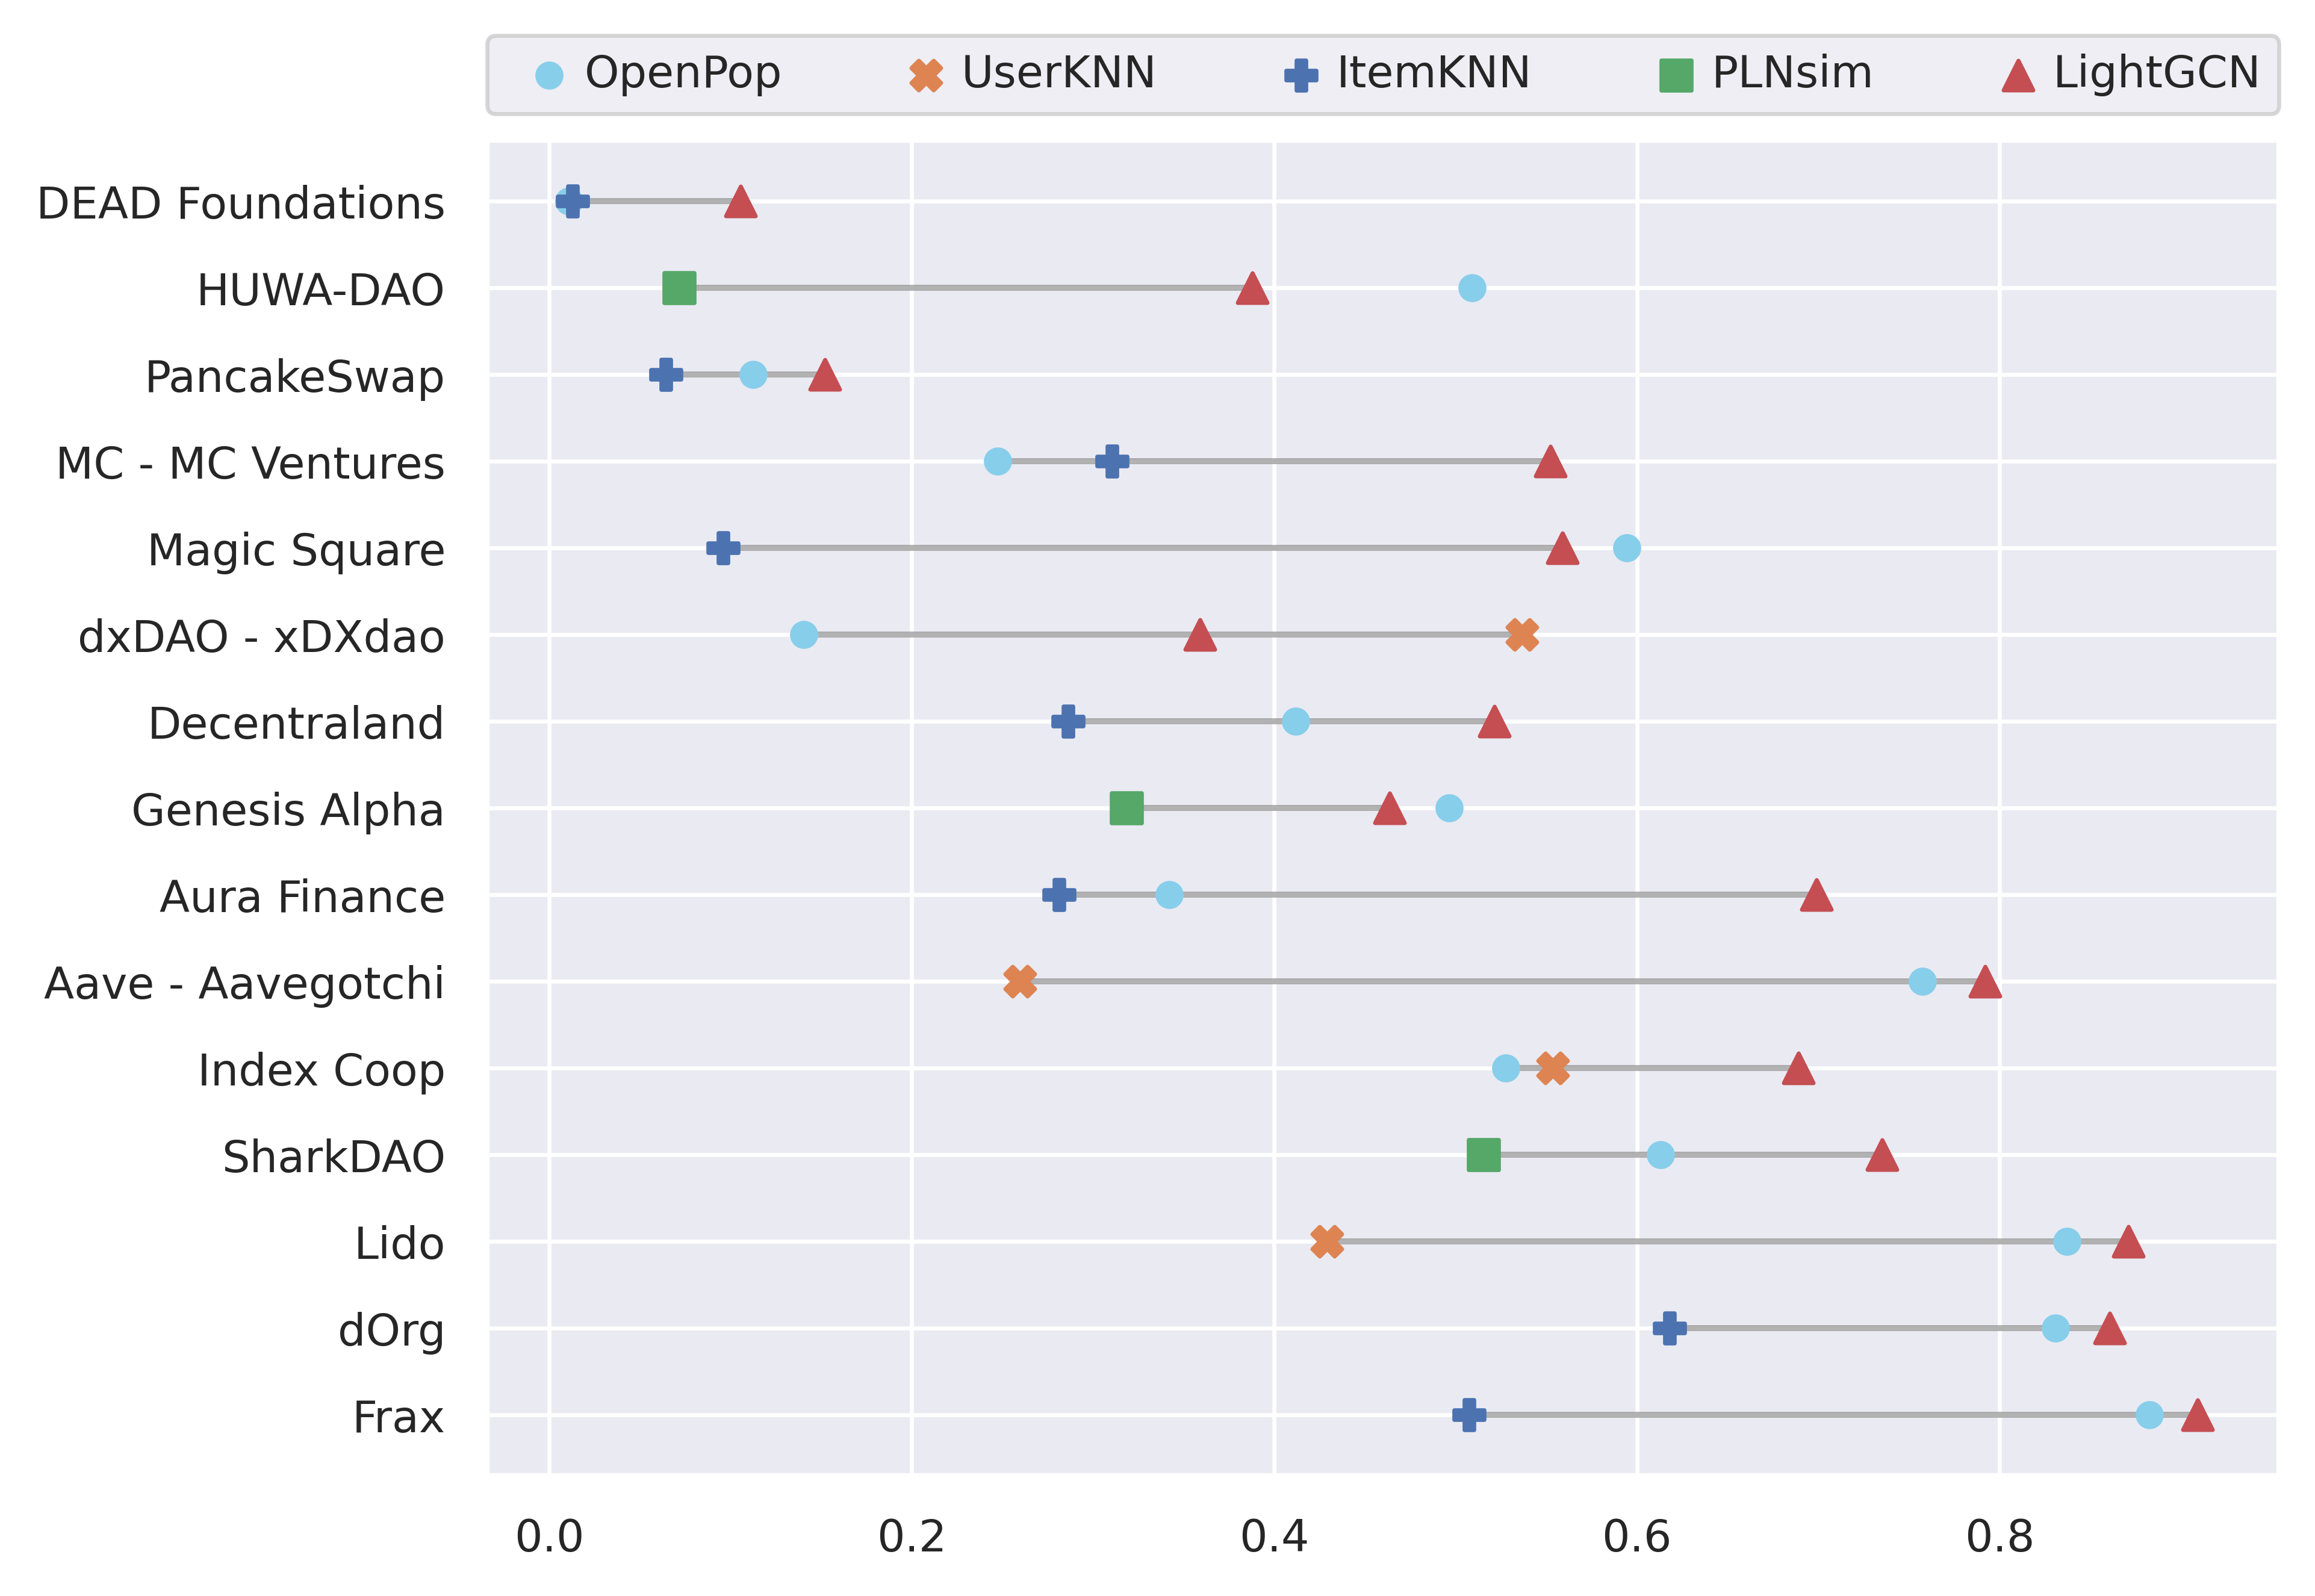 OpenPop UserKNN ItemKNN PLNsim LightGCN
DEAD Foundations
HUWA-DAO
PancakeSwap
MC - MC Ventures
Magic Square
dxDAO - xDXdao
Decentraland
Genesis Alpha
Aura Finance
Aave - Aavegotchi
Index Coop
SharkDAO
Lido
dOrg
Frax
0.0 0.2 0.4 0.6 0.8